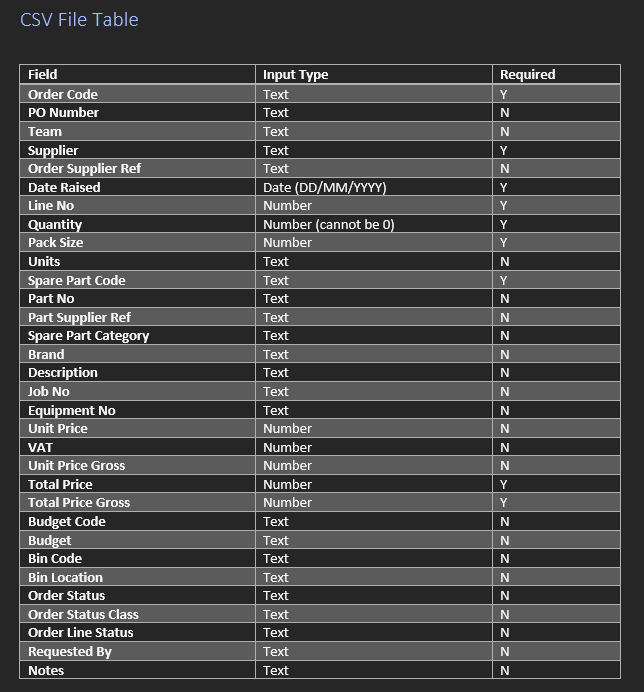 CSV File Table
Field Input Type Required
Order Code Text Y
PO Number Text N
Team Text N
Supplier Text Y
Order Supplier Ref Text N
Date Raised Date (DD/MM/YYYY) Y
Line No Number Y
Quantity Number (cannot be 0) Y
Pack Size Number Y
Units Text N
Spare Part Code Text Y
Part No Text N
Part Supplier Ref Text N
Spare Part Category Text N
Brand Text N
Description Text N
Job No Text N
Equipment No Text N
Unit Price Number N
VAT Number N
Unit Price Gross Number N
Total Price Number Y
Total Price Gross Number Y
Budget Code Text N
Budget Text N
Bin Code Text N
Bin Location Text N
Order Status Text N
Order Status Class Text N
Order Line Status Text N
Requested By Text N
Notes Text N